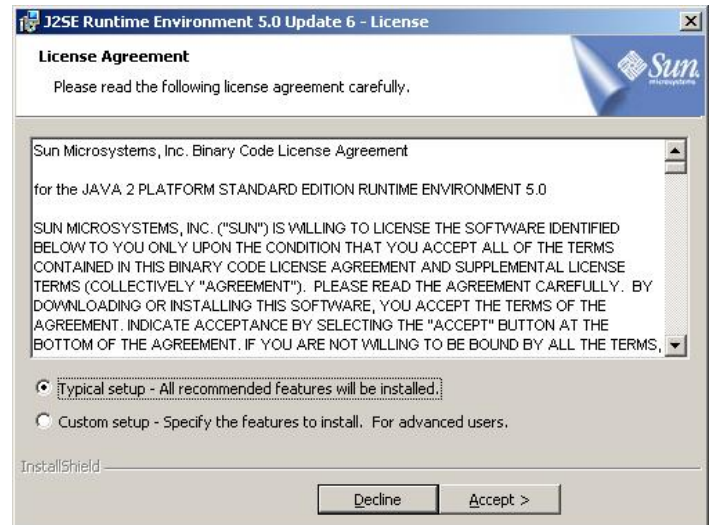 J2SE Runtime Environment 5.0 Update 6 - License
License Agreement
Please read the following license agreement carefully.
Sun
microsystems
Sun Microsystems, Inc. Binary Code License Agreement
for the JAVA 2 PLATFORM STANDARD EDITION RUNTIME ENVIRONMENT 5.0
SUN MICROSYSTEMS, INC. ("SUN") IS WILLING TO LICENSE THE SOFTWARE IDENTIFIED
BELOW TO YOU ONLY UPON THE CONDITION THAT YOU ACCEPT ALL OF THE TERMS
CONTAINED IN THIS BINARY CODE LICENSE AGREEMENT AND SUPPLEMENTAL LICENSE
TERMS (COLLECTIVELY "AGREEMENT"). PLEASE READ THE AGREEMENT CAREFULLY. BY
DOWNLOADING OR INSTALLING THIS SOFTWARE, YOU ACCEPT THE TERMS OF THE
AGREEMENT. INDICATE ACCEPTANCE BY SELECTING THE "ACCEPT" BUTTON AT THE
BOTTOM OF THE AGREEMENT. IF YOU ARE NOT WILLING TO BE BOUND BY ALL THE TERMS,
Typical setup - All recommended features will be installed.
Custom setup - Specify the features to install. For advanced users.
InstallShield
Decline
Accept >